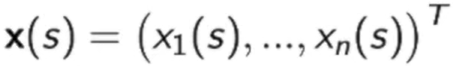 𝐱(s) = (x₁(s), ..., xₙ(s))ᵀ